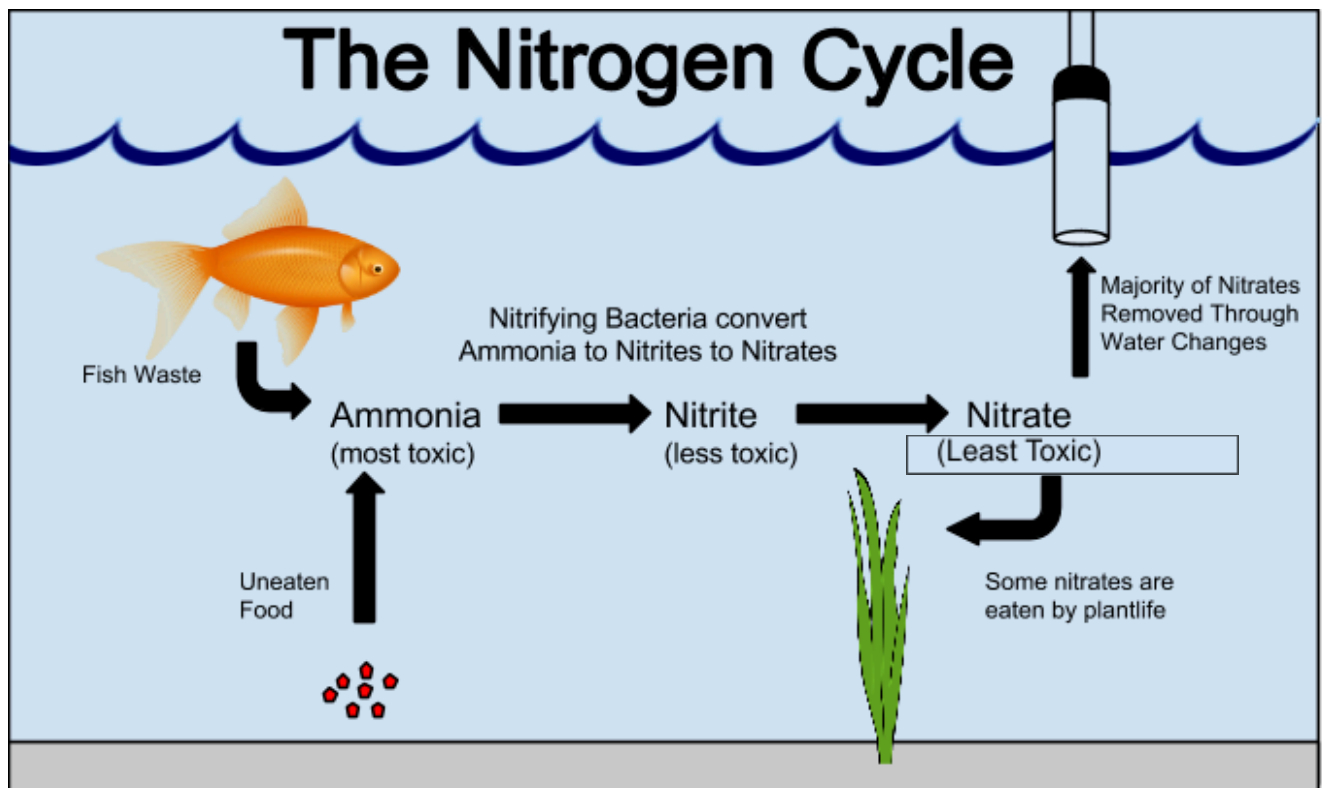 The Nitrogen Cycle
Fish Waste
Nitrifying Bacteria convert
Ammonia to Nitrites to Nitrates
Majority of Nitrates
Removed Through
Water Changes
Ammonia
(most toxic)
Nitrite
(less toxic)
Nitrate
(Least Toxic)
Uneaten
Food
Some nitrates are
eaten by plantlife